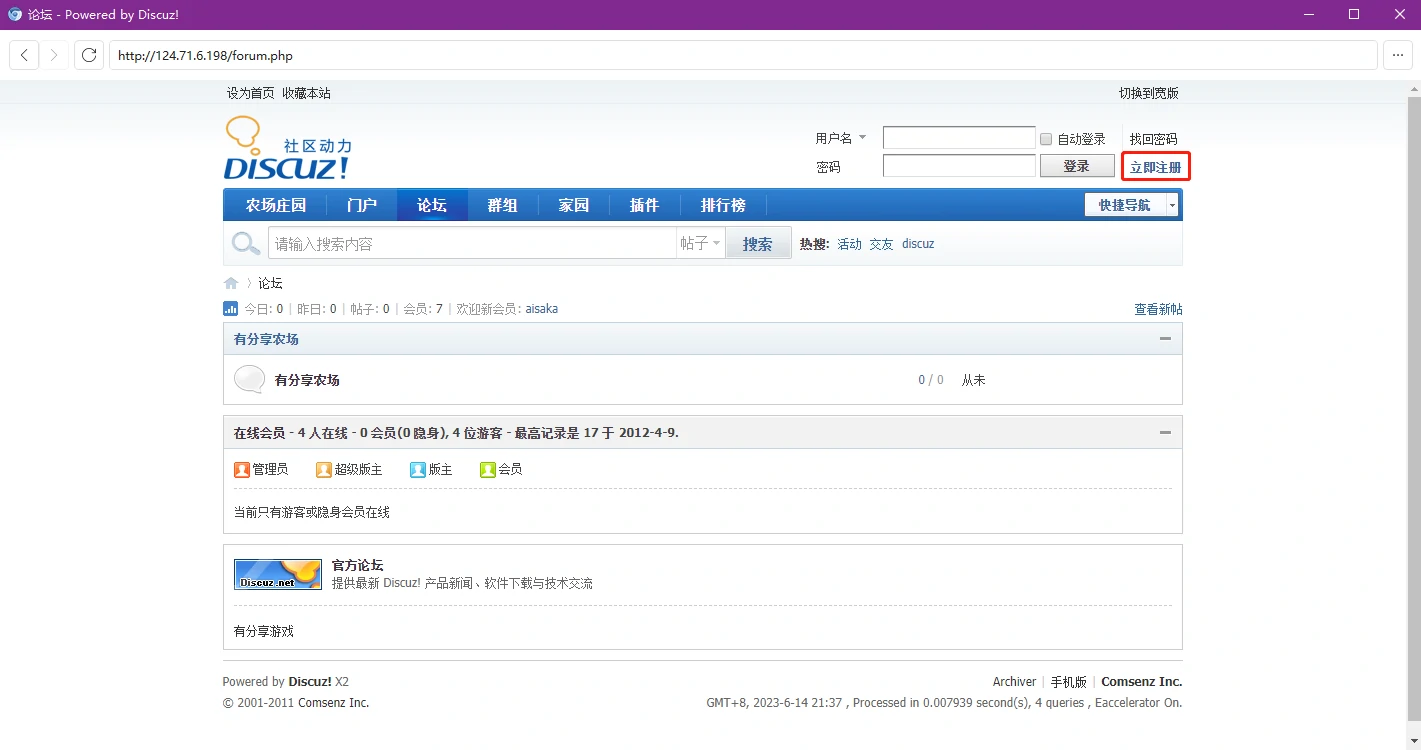 论坛 - Powered by Discuz!
http://124.71.6.198/forum.php
设为首页 收藏本站 切换到宽版
社区动力
DISCUZ!
用户名 自动登录 找回密码
密码 登录 立即注册
农场庄园 门户 论坛 群组 家园 插件 排行榜 快捷导航
请输入搜索内容 帖子 搜索 热搜: 活动 交友 discuz
论坛
今日: 0 | 昨日: 0 | 帖子: 0 | 会员: 7 | 欢迎新会员: aisaka 查看新帖
有分享农场
有分享农场 0 / 0 从未
在线会员 - 4 人在线 - 0 会员(0 隐身), 4 位游客 - 最高记录是 17 于 2012-4-9.
管理员 超级版主 版主 会员
当前只有游客或隐身会员在线
Discuz.net
官方论坛
提供最新 Discuz! 产品新闻、软件下载与技术交流
有分享游戏
Powered by Discuz! X2 Archiver | 手机版 | Comsenz Inc.
© 2001-2011 Comsenz Inc. GMT+8, 2023-6-14 21:37 , Processed in 0.007939 second(s), 4 queries , Eaccelerator On.